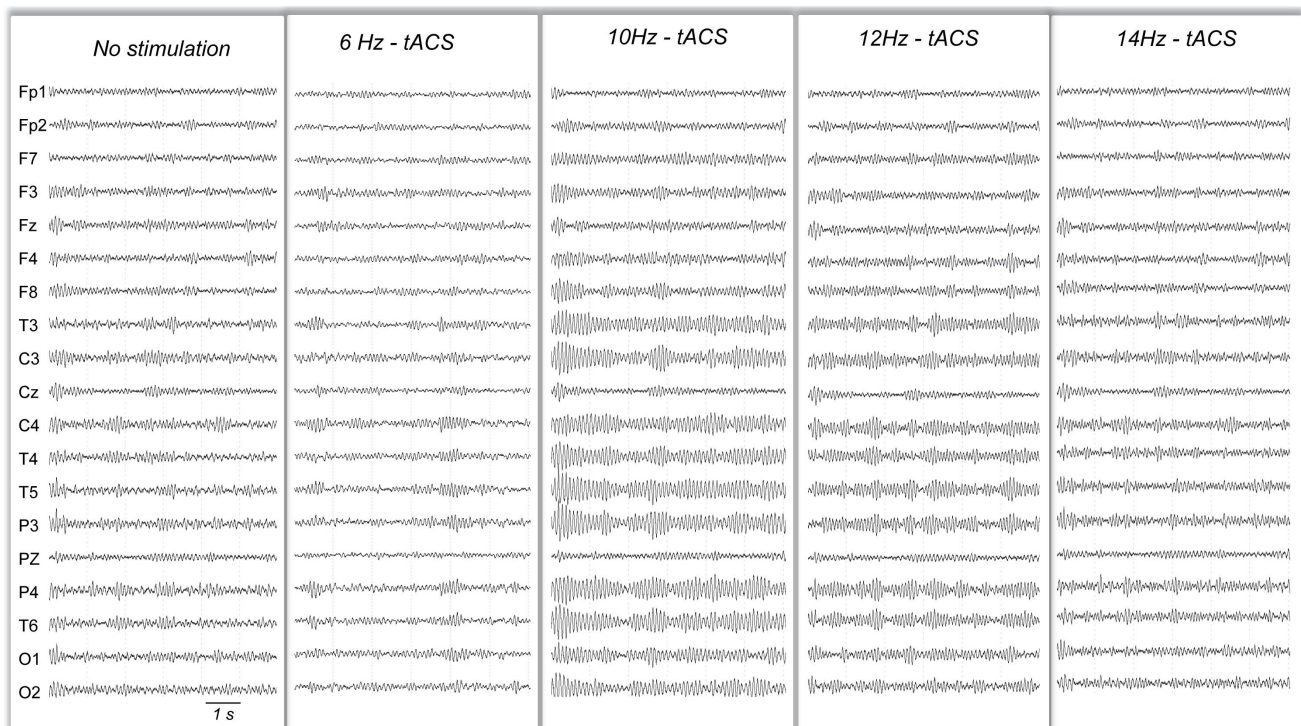 No stimulation
6 Hz - tACS
10Hz - tACS
12Hz - tACS
14Hz - tACS
Fp1
Fp2
F7
F3
Fz
F4
F8
T3
C3
Cz
C4
T4
T5
P3
PZ
P4
T6
O1
O2
1 s